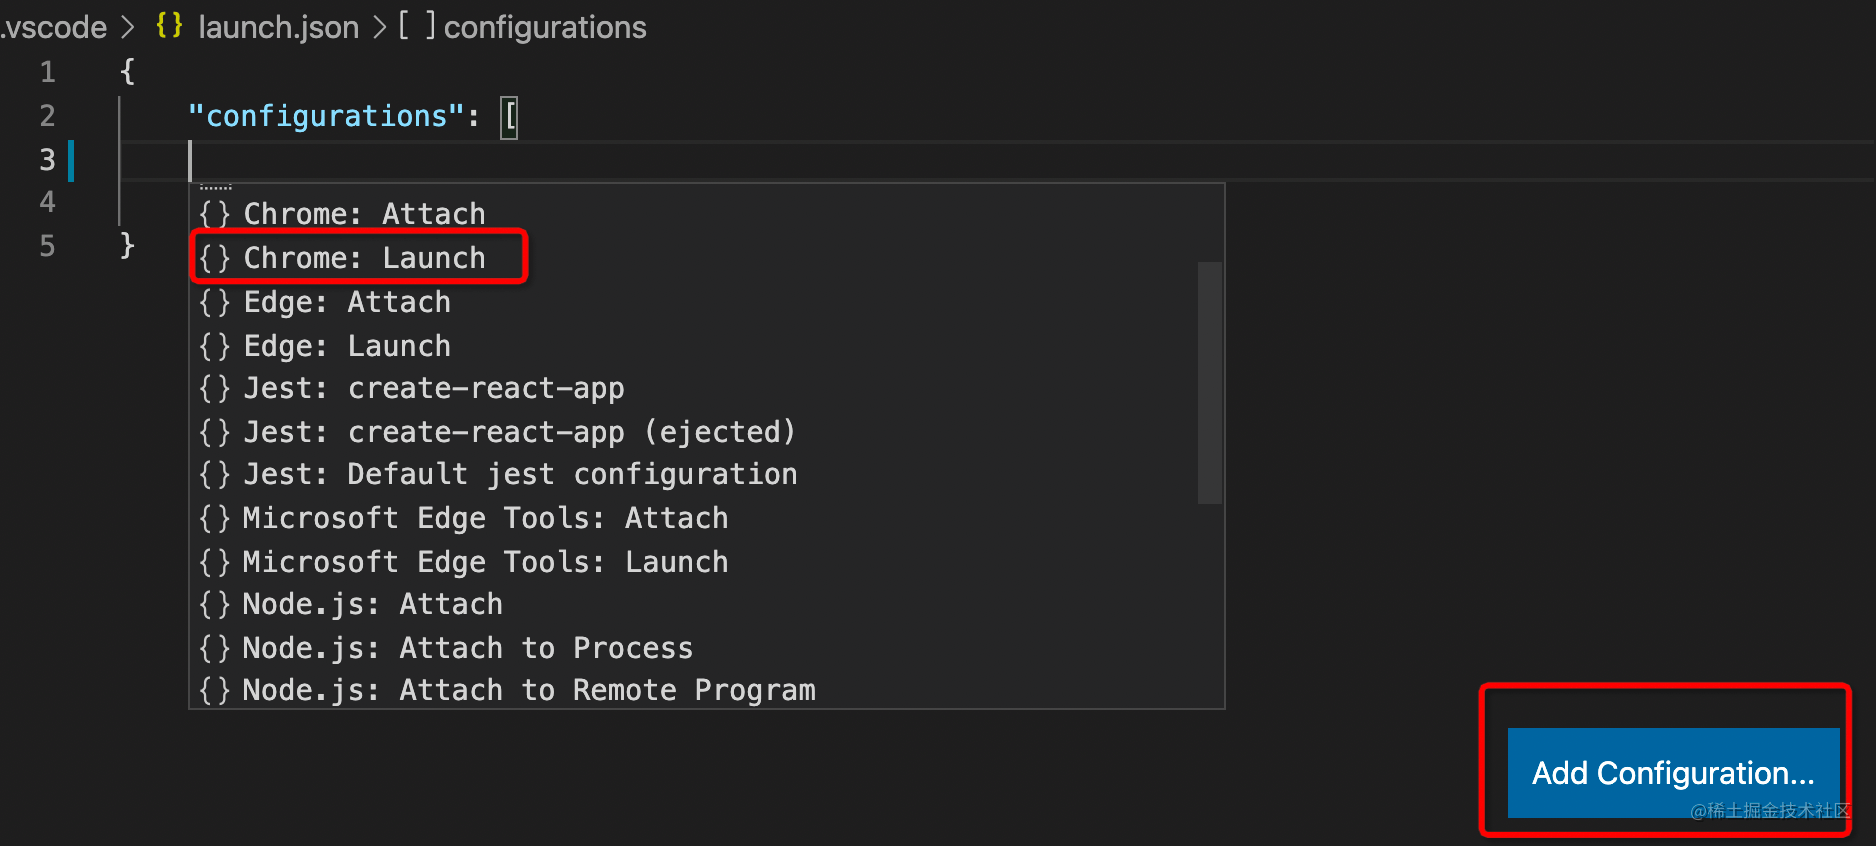 .vscode > {} launch.json > [ ] configurations
1 {
2 "configurations": [
3
4
5 }
{} Chrome: Attach
{} Chrome: Launch
{} Edge: Attach
{} Edge: Launch
{} Jest: create-react-app
{} Jest: create-react-app (ejected)
{} Jest: Default jest configuration
{} Microsoft Edge Tools: Attach
{} Microsoft Edge Tools: Launch
{} Node.js: Attach
{} Node.js: Attach to Process
{} Node.js: Attach to Remote Program
Add Configuration...
@稀土掘金技术社区